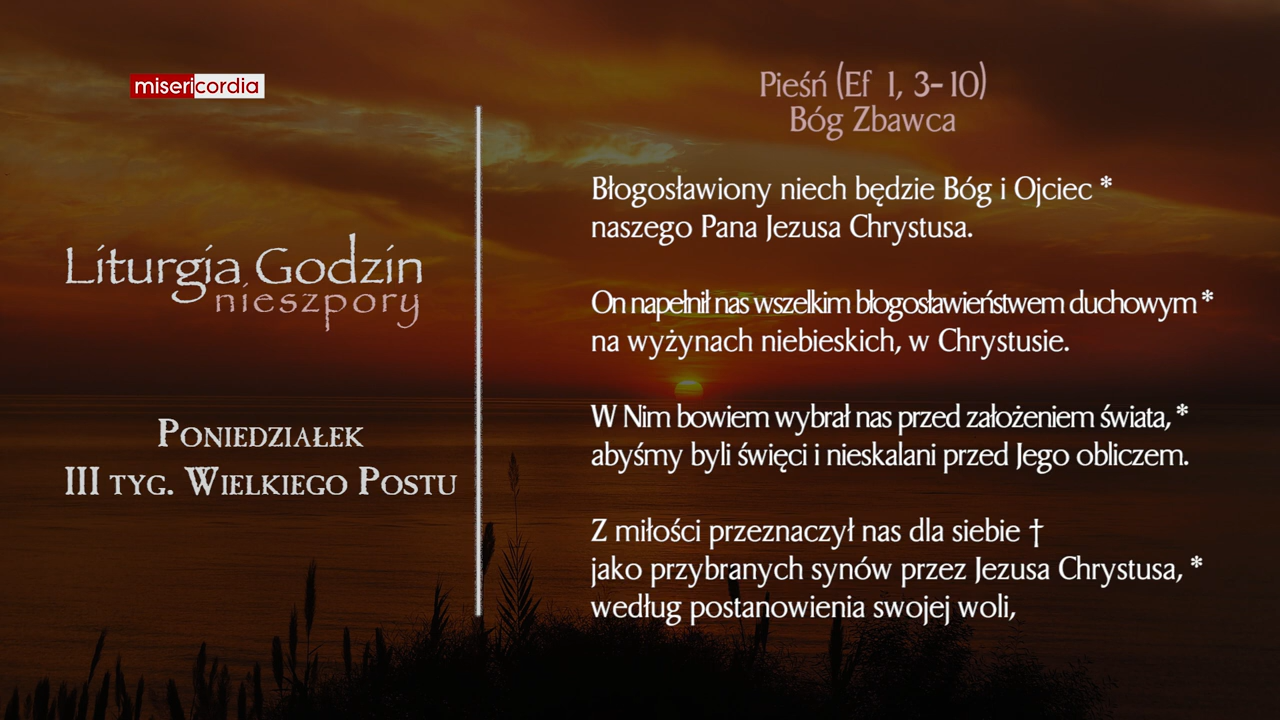 misericordia
Liturgia Godzin
nieszpory
Poniedziałek
III tyg. Wielkiego Postu
Pieśń (Ef 1, 3-10)
Bóg Zbawca
Błogosławiony niech będzie Bóg i Ojciec *
naszego Pana Jezusa Chrystusa.
On napełnił nas wszelkim błogosławieństwem duchowym *
na wyżynach niebieskich, w Chrystusie.
W Nim bowiem wybrał nas przed założeniem świata, *
abyśmy byli święci i nieskalani przed Jego obliczem.
Z miłości przeznaczył nas dla siebie †
jako przybranych synów przez Jezusa Chrystusa, *
według postanowienia swojej woli,